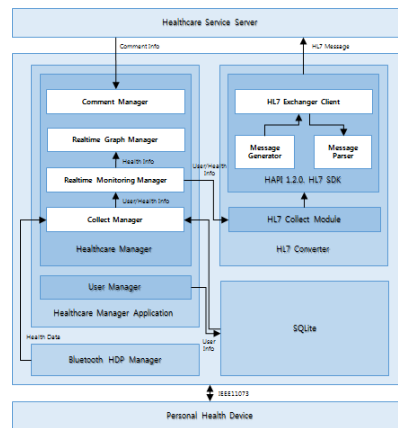 Healthcare Service Server
Comment Info
HL7 Message
Comment Manager
Realtime Graph Manager
Health Info
Realtime Monitoring Manager
User/Health Info
Collect Manager
Healthcare Manager
User Manager
Healthcare Manager Application
User/Health
Info
HL7 Exchanger Client
Message
Generator
Message
Parser
HAPI 1.2.0. HL7 SDK
HL7 Collect Module
HL7 Converter
Health Data
Bluetooth HDP Manager
User
Info
SQLite
IEEE11073
Personal Health Device